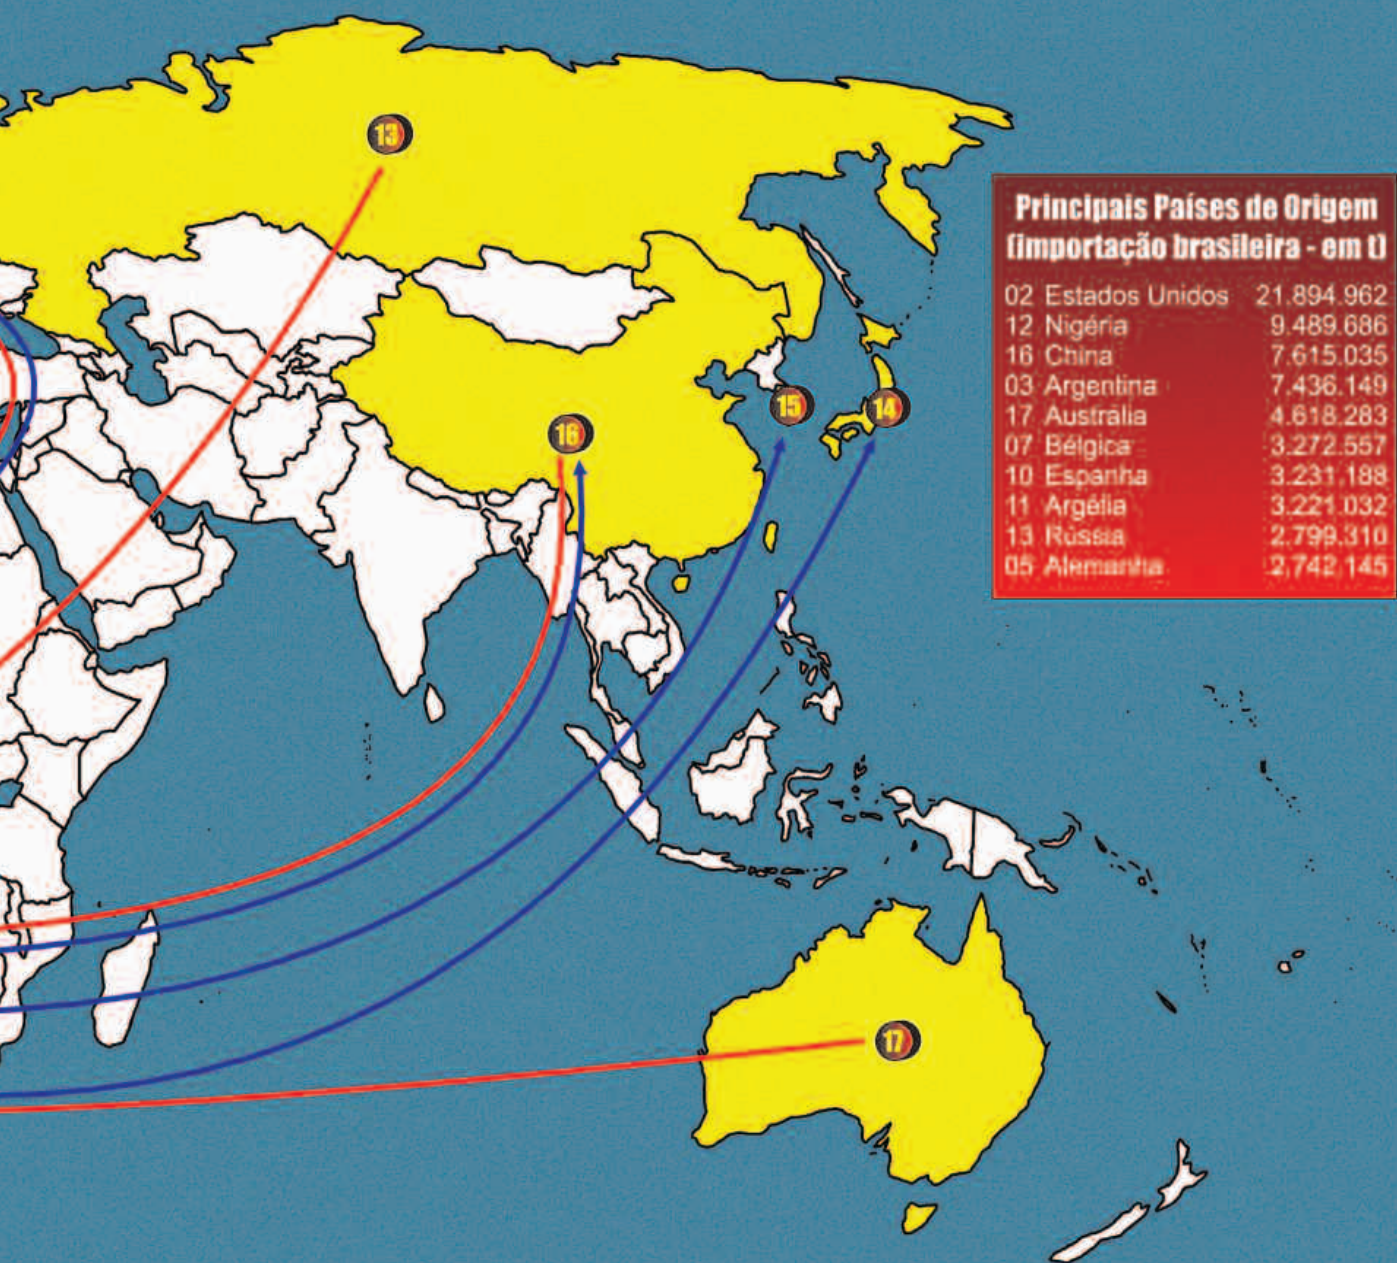 13
Principais Países de Origem
(importação brasileira - em t)
02 Estados Unidos 21.894.962
12 Nigéria 9.489.686
16 China 7.615.035
03 Argentina 7.436.149
17 Austrália 4.618.283
07 Bélgica 3.272.557
10 Espanha 3.231.188
11 Argélia 3.221.032
13 Rússia 2.799.310
05 Alemanha 2.742.145
15
14
16
17